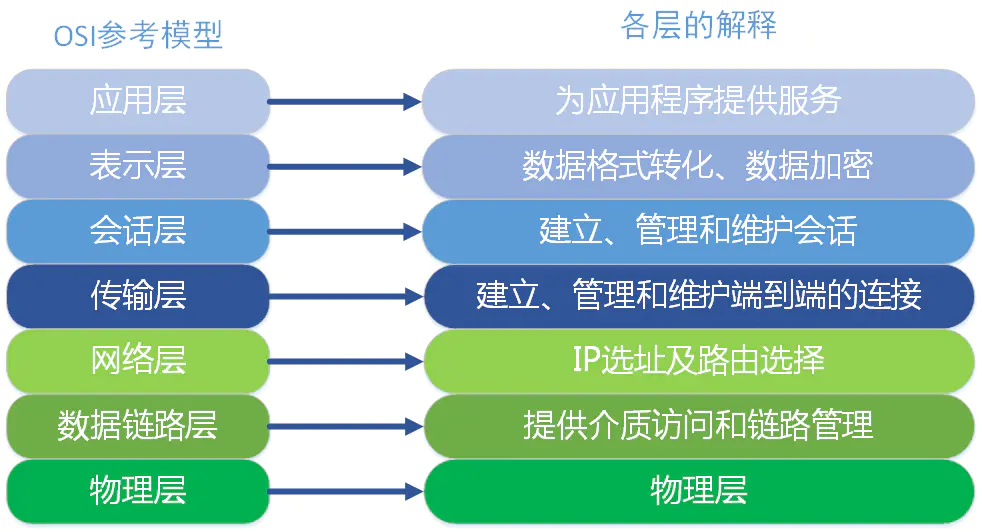 OSI参考模型
各层的解释
应用层
为应用程序提供服务
表示层
数据格式转化、数据加密
会话层
建立、管理和维护会话
传输层
建立、管理和维护端到端的连接
网络层
IP选址及路由选择
数据链路层
提供介质访问和链路管理
物理层
物理层